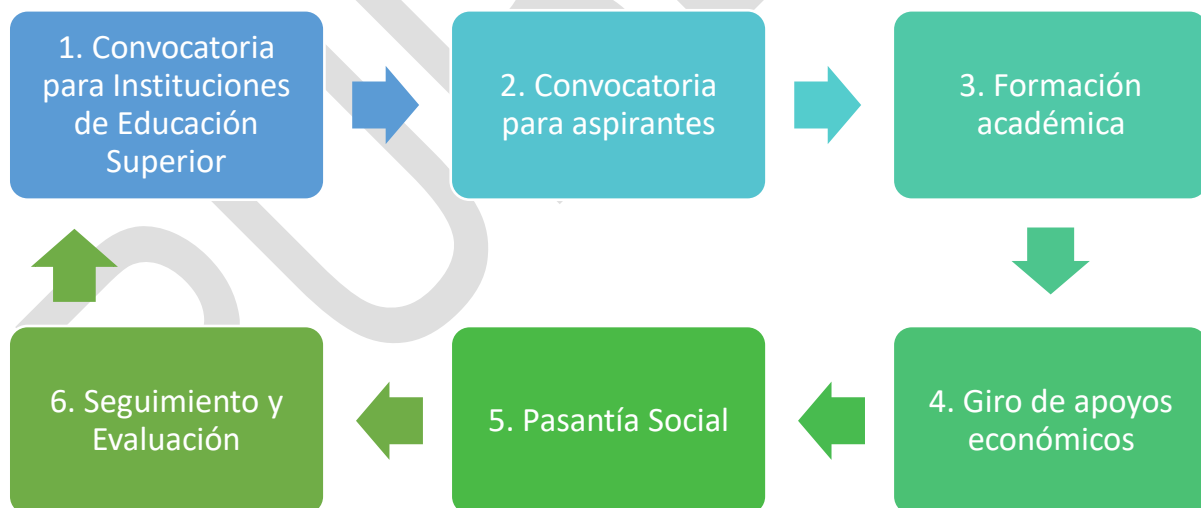 1. Convocatoria
para Instituciones
de Educación
Superior
2. Convocatoria
para aspirantes
3. Formación
académica
4. Giro de apoyos
económicos
5. Pasantía Social
6. Seguimiento y
Evaluación